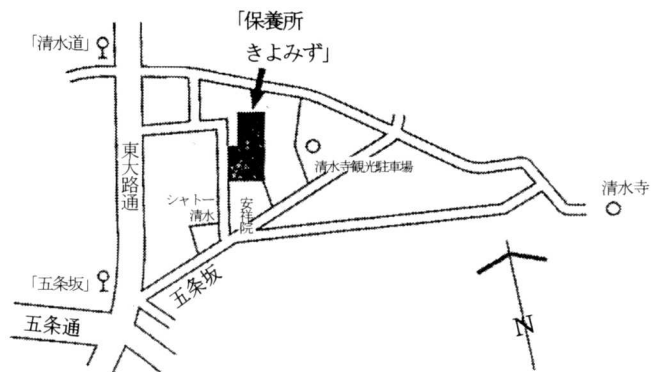 「保養所
きよみず」
「清水道」
東大路通
清水寺観光駐車場
シャトー
清水
安祥院
清水寺
「五条坂」
五条坂
五条通
N